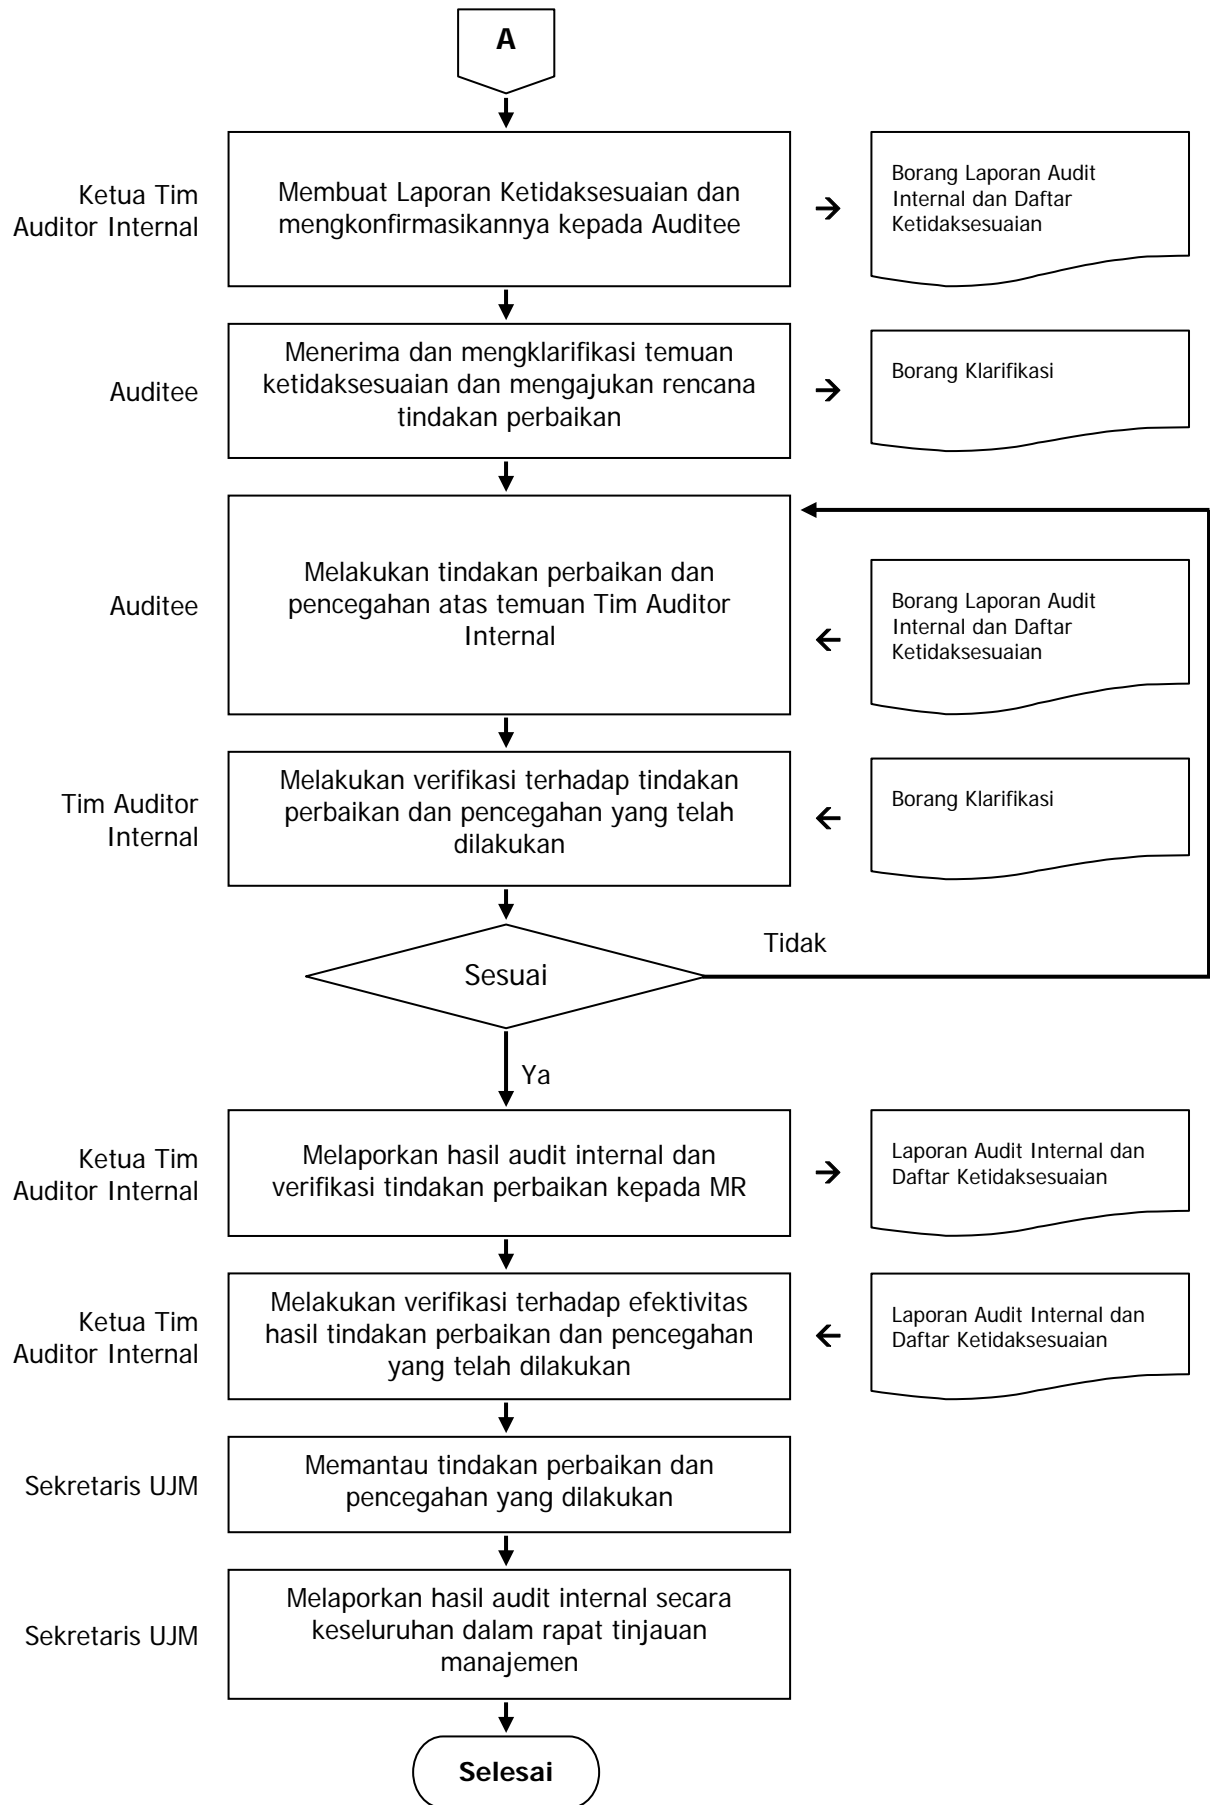 A
Ketua Tim
Auditor Internal
Membuat Laporan Ketidaksesuaian dan
mengkonfirmasikannya kepada Auditee
→
Borang Laporan Audit
Internal dan Daftar
Ketidaksesuaian
Auditee
Menerima dan mengklarifikasi temuan
ketidaksesuaian dan mengajukan rencana
tindakan perbaikan
→
Borang Klarifikasi
Auditee
Melakukan tindakan perbaikan dan
pencegahan atas temuan Tim Auditor
Internal
←
Borang Laporan Audit
Internal dan Daftar
Ketidaksesuaian
Tim Auditor
Internal
Melakukan verifikasi terhadap tindakan
perbaikan dan pencegahan yang telah
dilakukan
←
Borang Klarifikasi
Sesuai
Tidak
Ya
Ketua Tim
Auditor Internal
Melaporkan hasil audit internal dan
verifikasi tindakan perbaikan kepada MR
→
Laporan Audit Internal dan
Daftar Ketidaksesuaian
Ketua Tim
Auditor Internal
Melakukan verifikasi terhadap efektivitas
hasil tindakan perbaikan dan pencegahan
yang telah dilakukan
←
Laporan Audit Internal dan
Daftar Ketidaksesuaian
Sekretaris UJM
Memantau tindakan perbaikan dan
pencegahan yang dilakukan
Sekretaris UJM
Melaporkan hasil audit internal secara
keseluruhan dalam rapat tinjauan
manajemen
Selesai